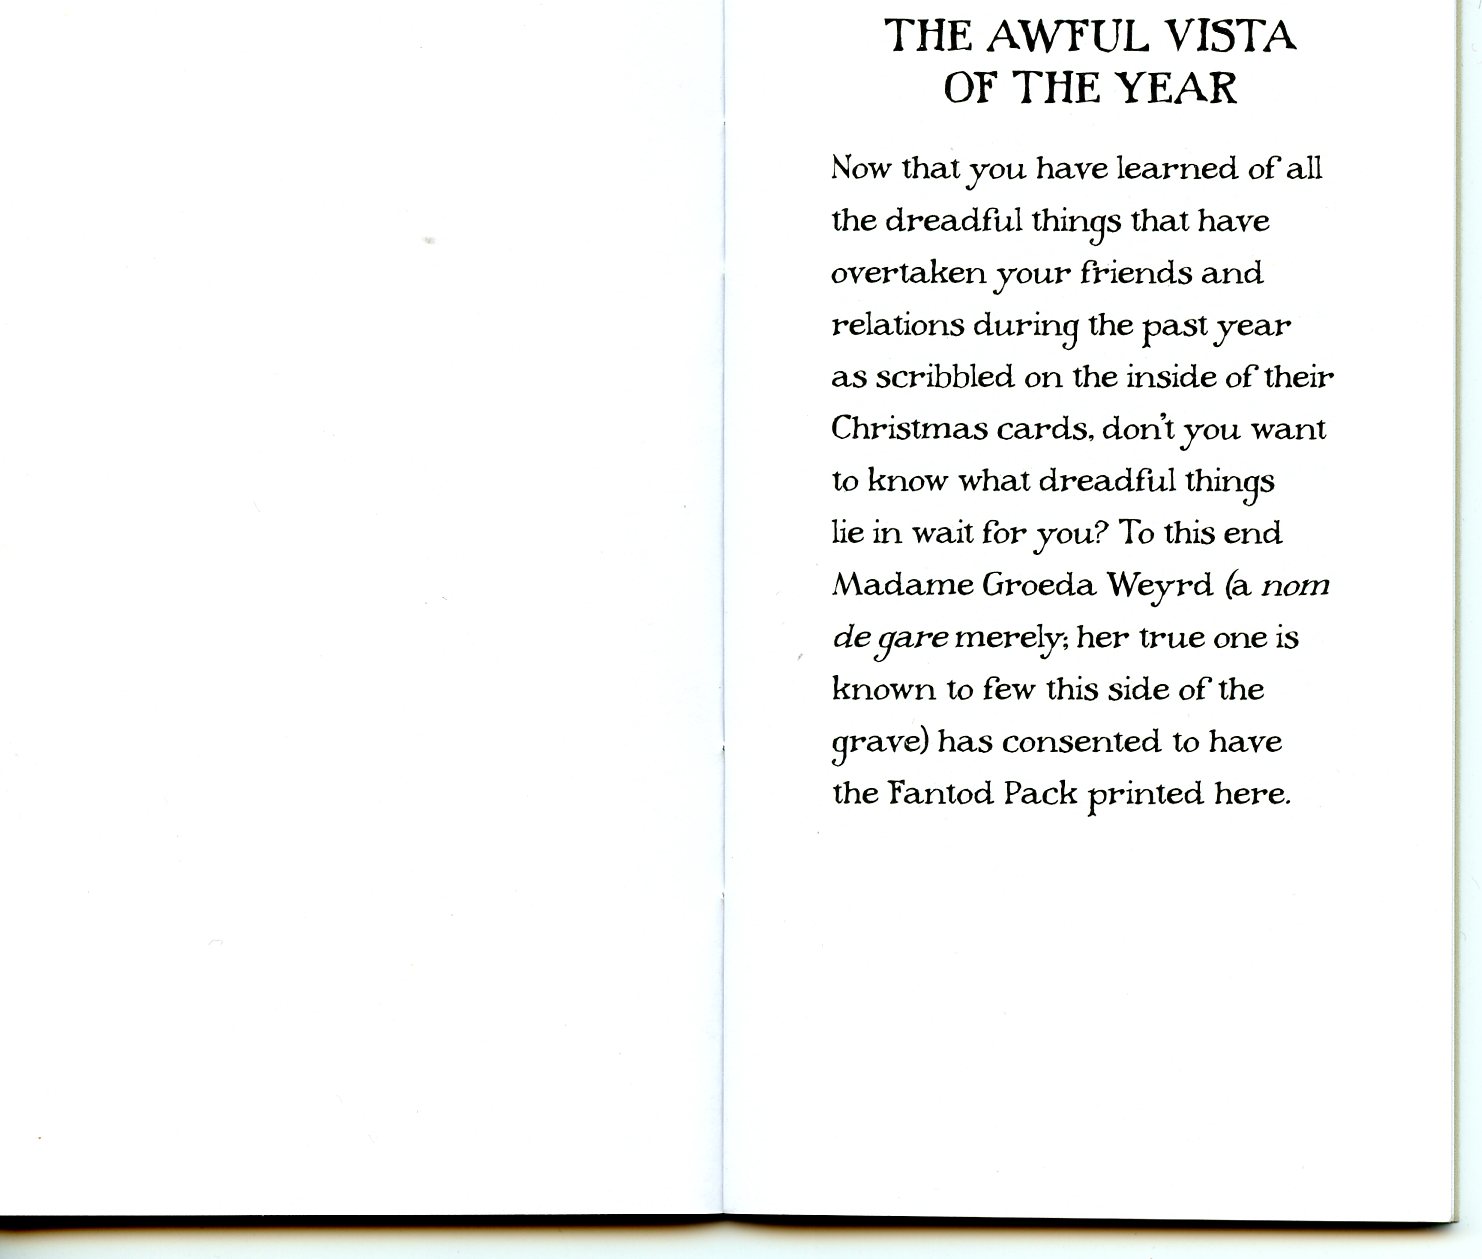 THE AWFUL VISTA
OF THE YEAR
Now that you have learned of all
the dreadful things that have
overtaken your friends and
relations during the past year
as scribbled on the inside of their
Christmas cards, don't you want
to know what dreadful things
lie in wait for you? To this end
Madame Groeda Weyrd (a nom
de gare merely; her true one is
known to few this side of the
grave) has consented to have
the Fantod Pack printed here.